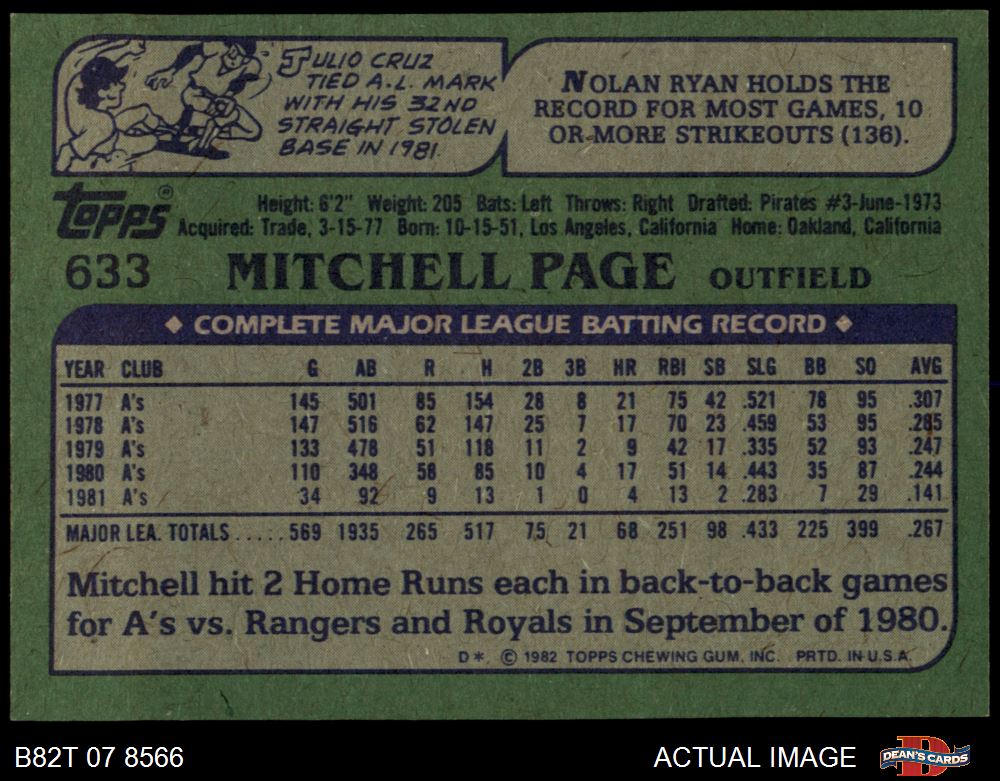 JULIO CRUZ
TIED A.L. MARK
WITH HIS 32ND
STRAIGHT STOLEN
BASE IN 1981.
NOLAN RYAN HOLDS THE
RECORD FOR MOST GAMES, 10
OR MORE STRIKEOUTS (136).
topps®
Height: 6'2" Weight: 205 Bats: Left Throws: Right Drafted: Pirates #3-June-1973
Acquired: Trade, 3-15-77 Born: 10-15-51, Los Angeles, California Home: Oakland, California
633 MITCHELL PAGE OUTFIELD
◆ COMPLETE MAJOR LEAGUE BATTING RECORD ◆
YEAR CLUB G AB R H 2B 3B HR RBI SB SLG BB SO AVG
1977 A's 145 501 85 154 28 8 21 75 42 .521 78 95 .307
1978 A's 147 516 62 147 25 7 17 70 23 .459 53 95 .285
1979 A's 133 478 51 118 11 2 9 42 17 .335 52 93 .247
1980 A's 110 348 58 85 10 4 17 51 14 .443 35 87 .244
1981 A's 34 92 9 13 1 0 4 13 2 .283 7 29 .141
MAJOR LEA. TOTALS ..... 569 1935 265 517 75 21 68 251 98 .433 225 399 .267
Mitchell hit 2 Home Runs each in back-to-back games
for A's vs. Rangers and Royals in September of 1980.
D*, © 1982 TOPPS CHEWING GUM, INC. PRTD. IN U.S.A.
B82T 07 8566 ACTUAL IMAGE DEAN'S CARDS